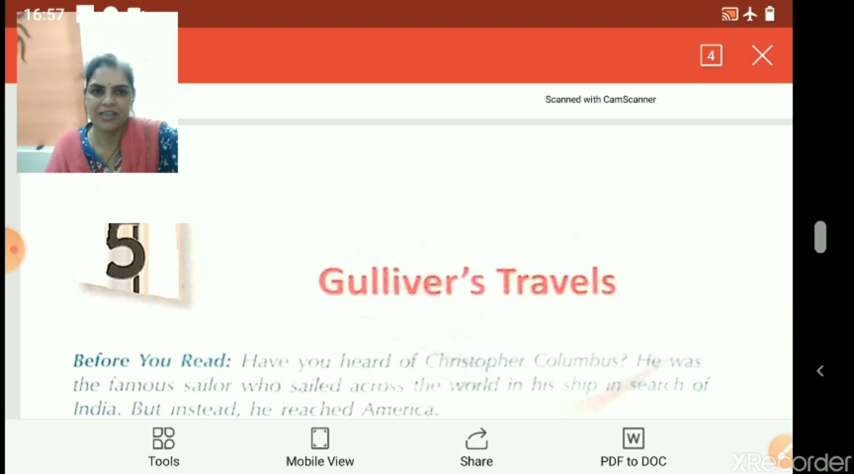 16:57
4
Scanned with CamScanner
5
Gulliver's Travels
Before You Read: Have you heard of Christopher Columbus? He was
the famous sailor who sailed across the world in his ship in search of
India. But instead, he reached America.
Tools
Mobile View
Share
W
PDF to DOC
XRecorder